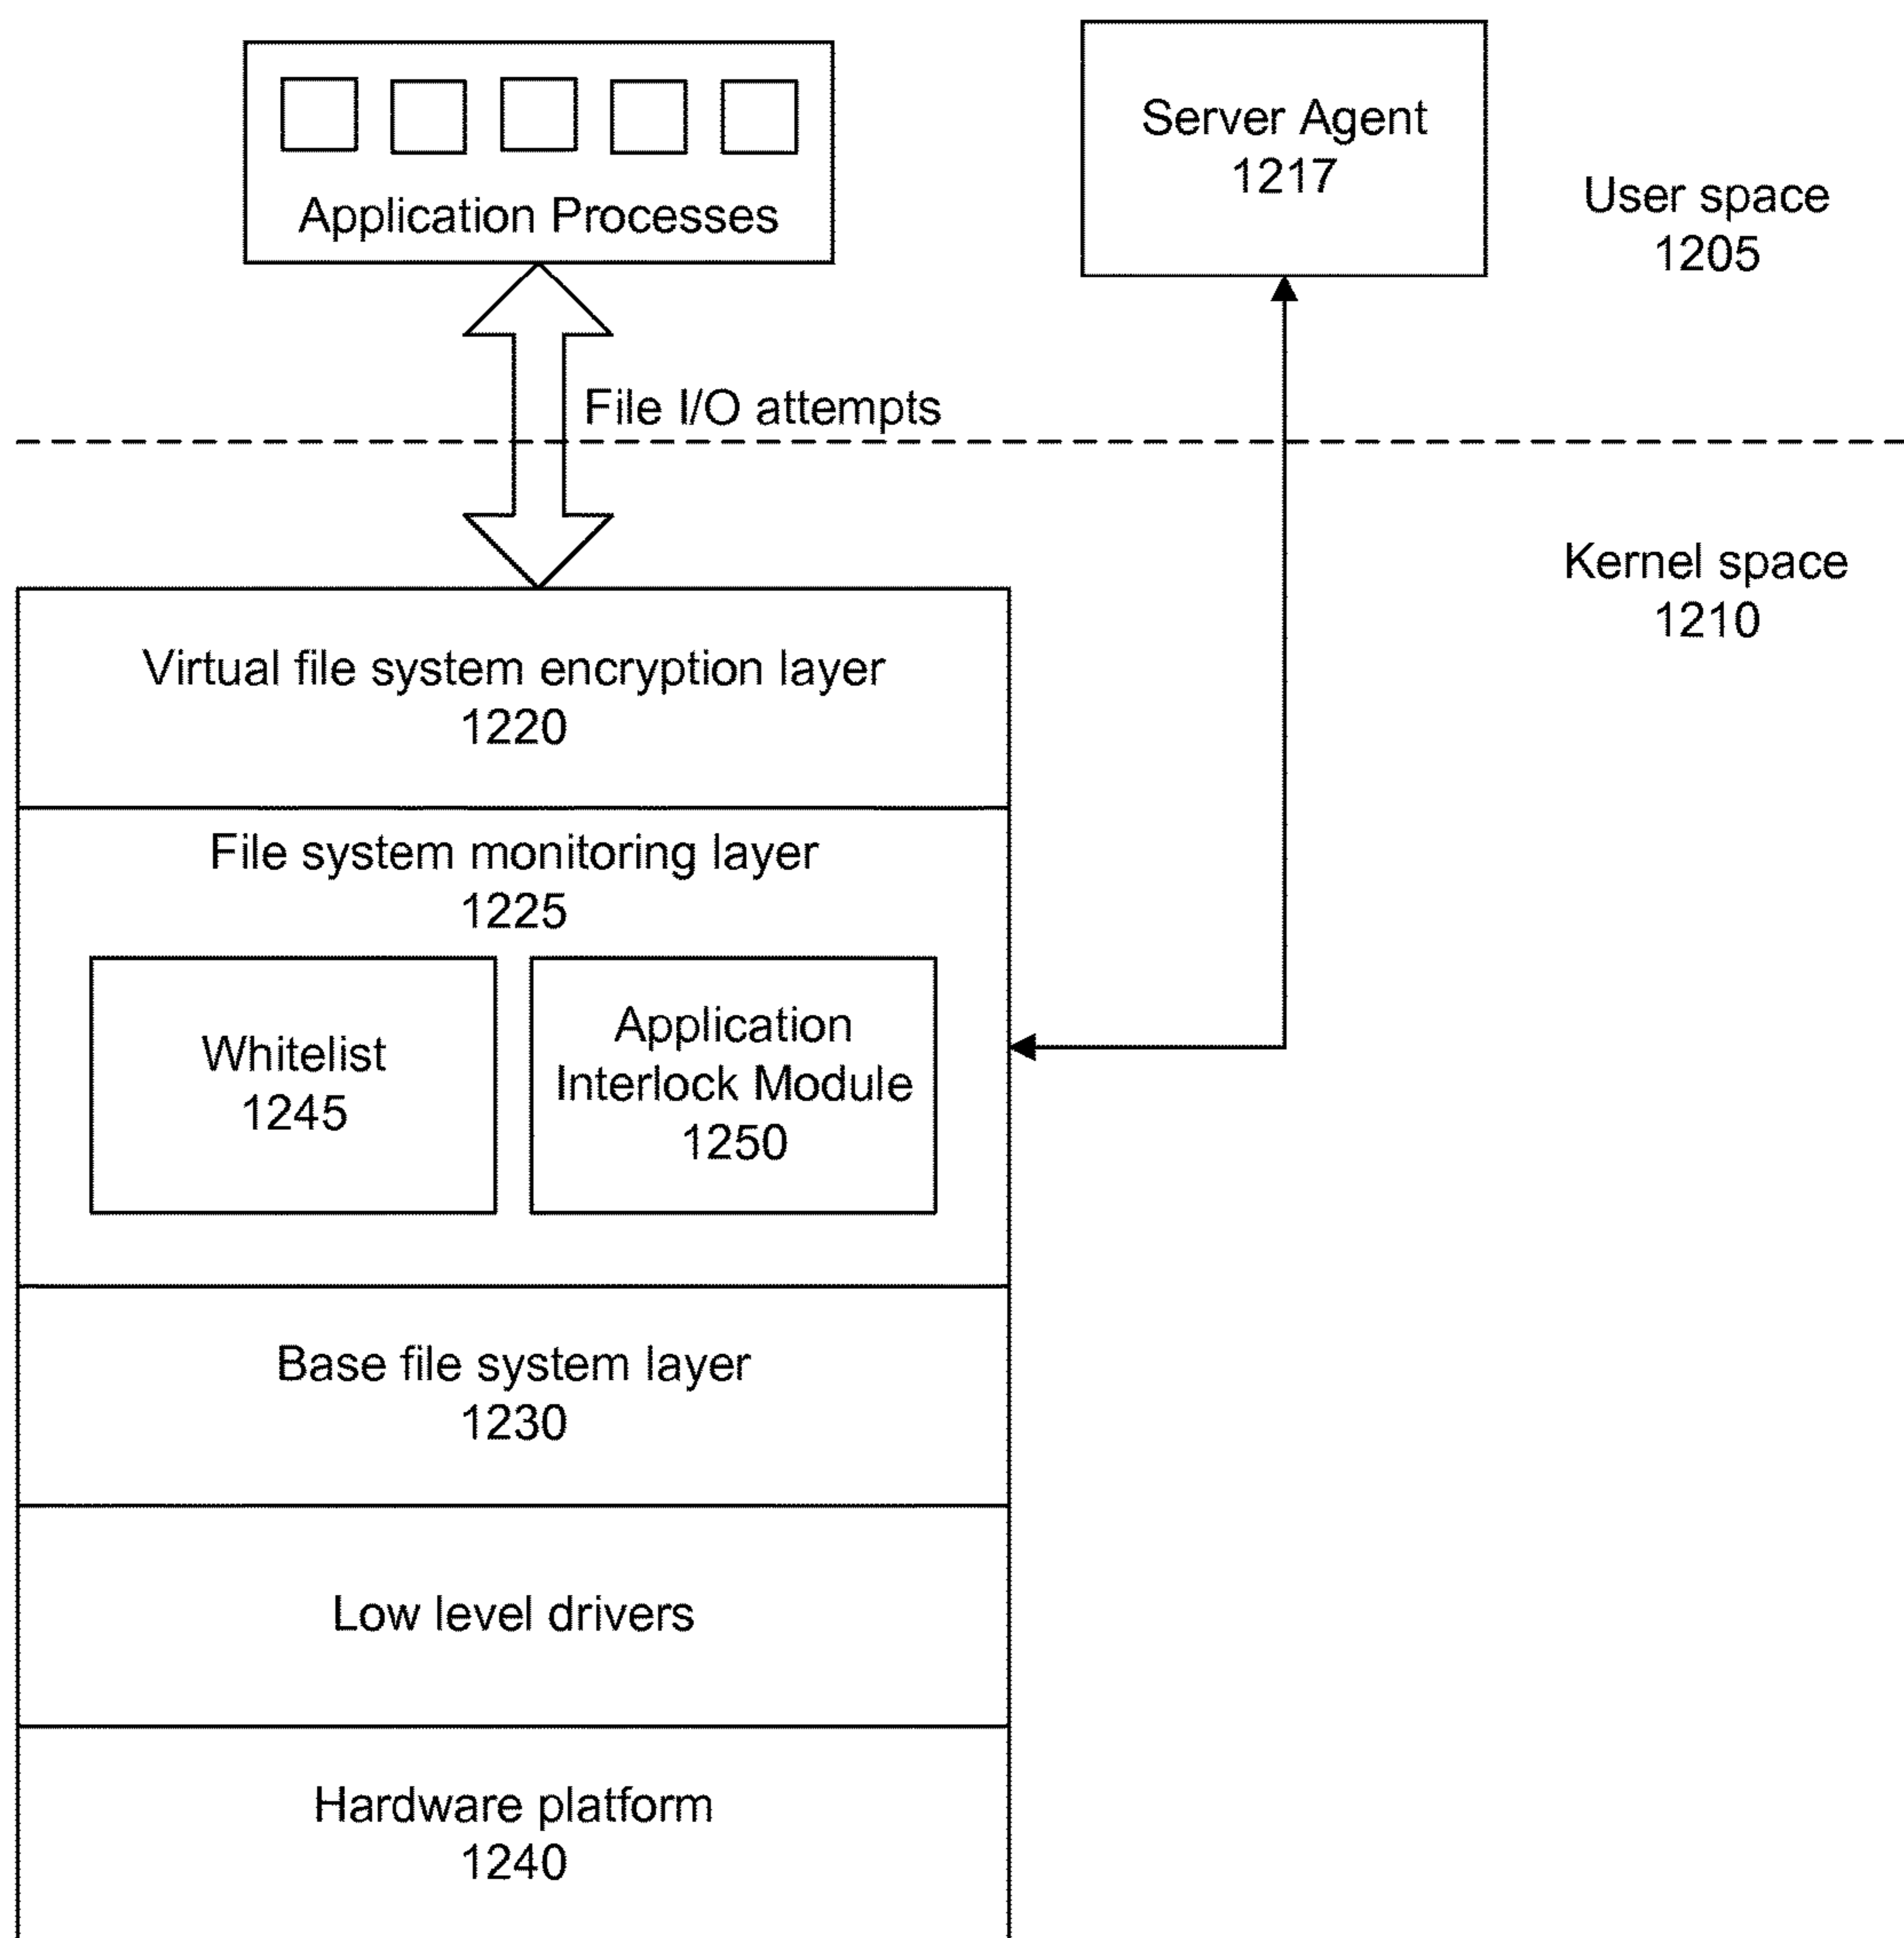 Application Processes
Server Agent
1217
User space
1205
File I/O attempts
Kernel space
1210
Virtual file system encryption layer
1220
File system monitoring layer
1225
Whitelist
1245
Application
Interlock Module
1250
Base file system layer
1230
Low level drivers
Hardware platform
1240